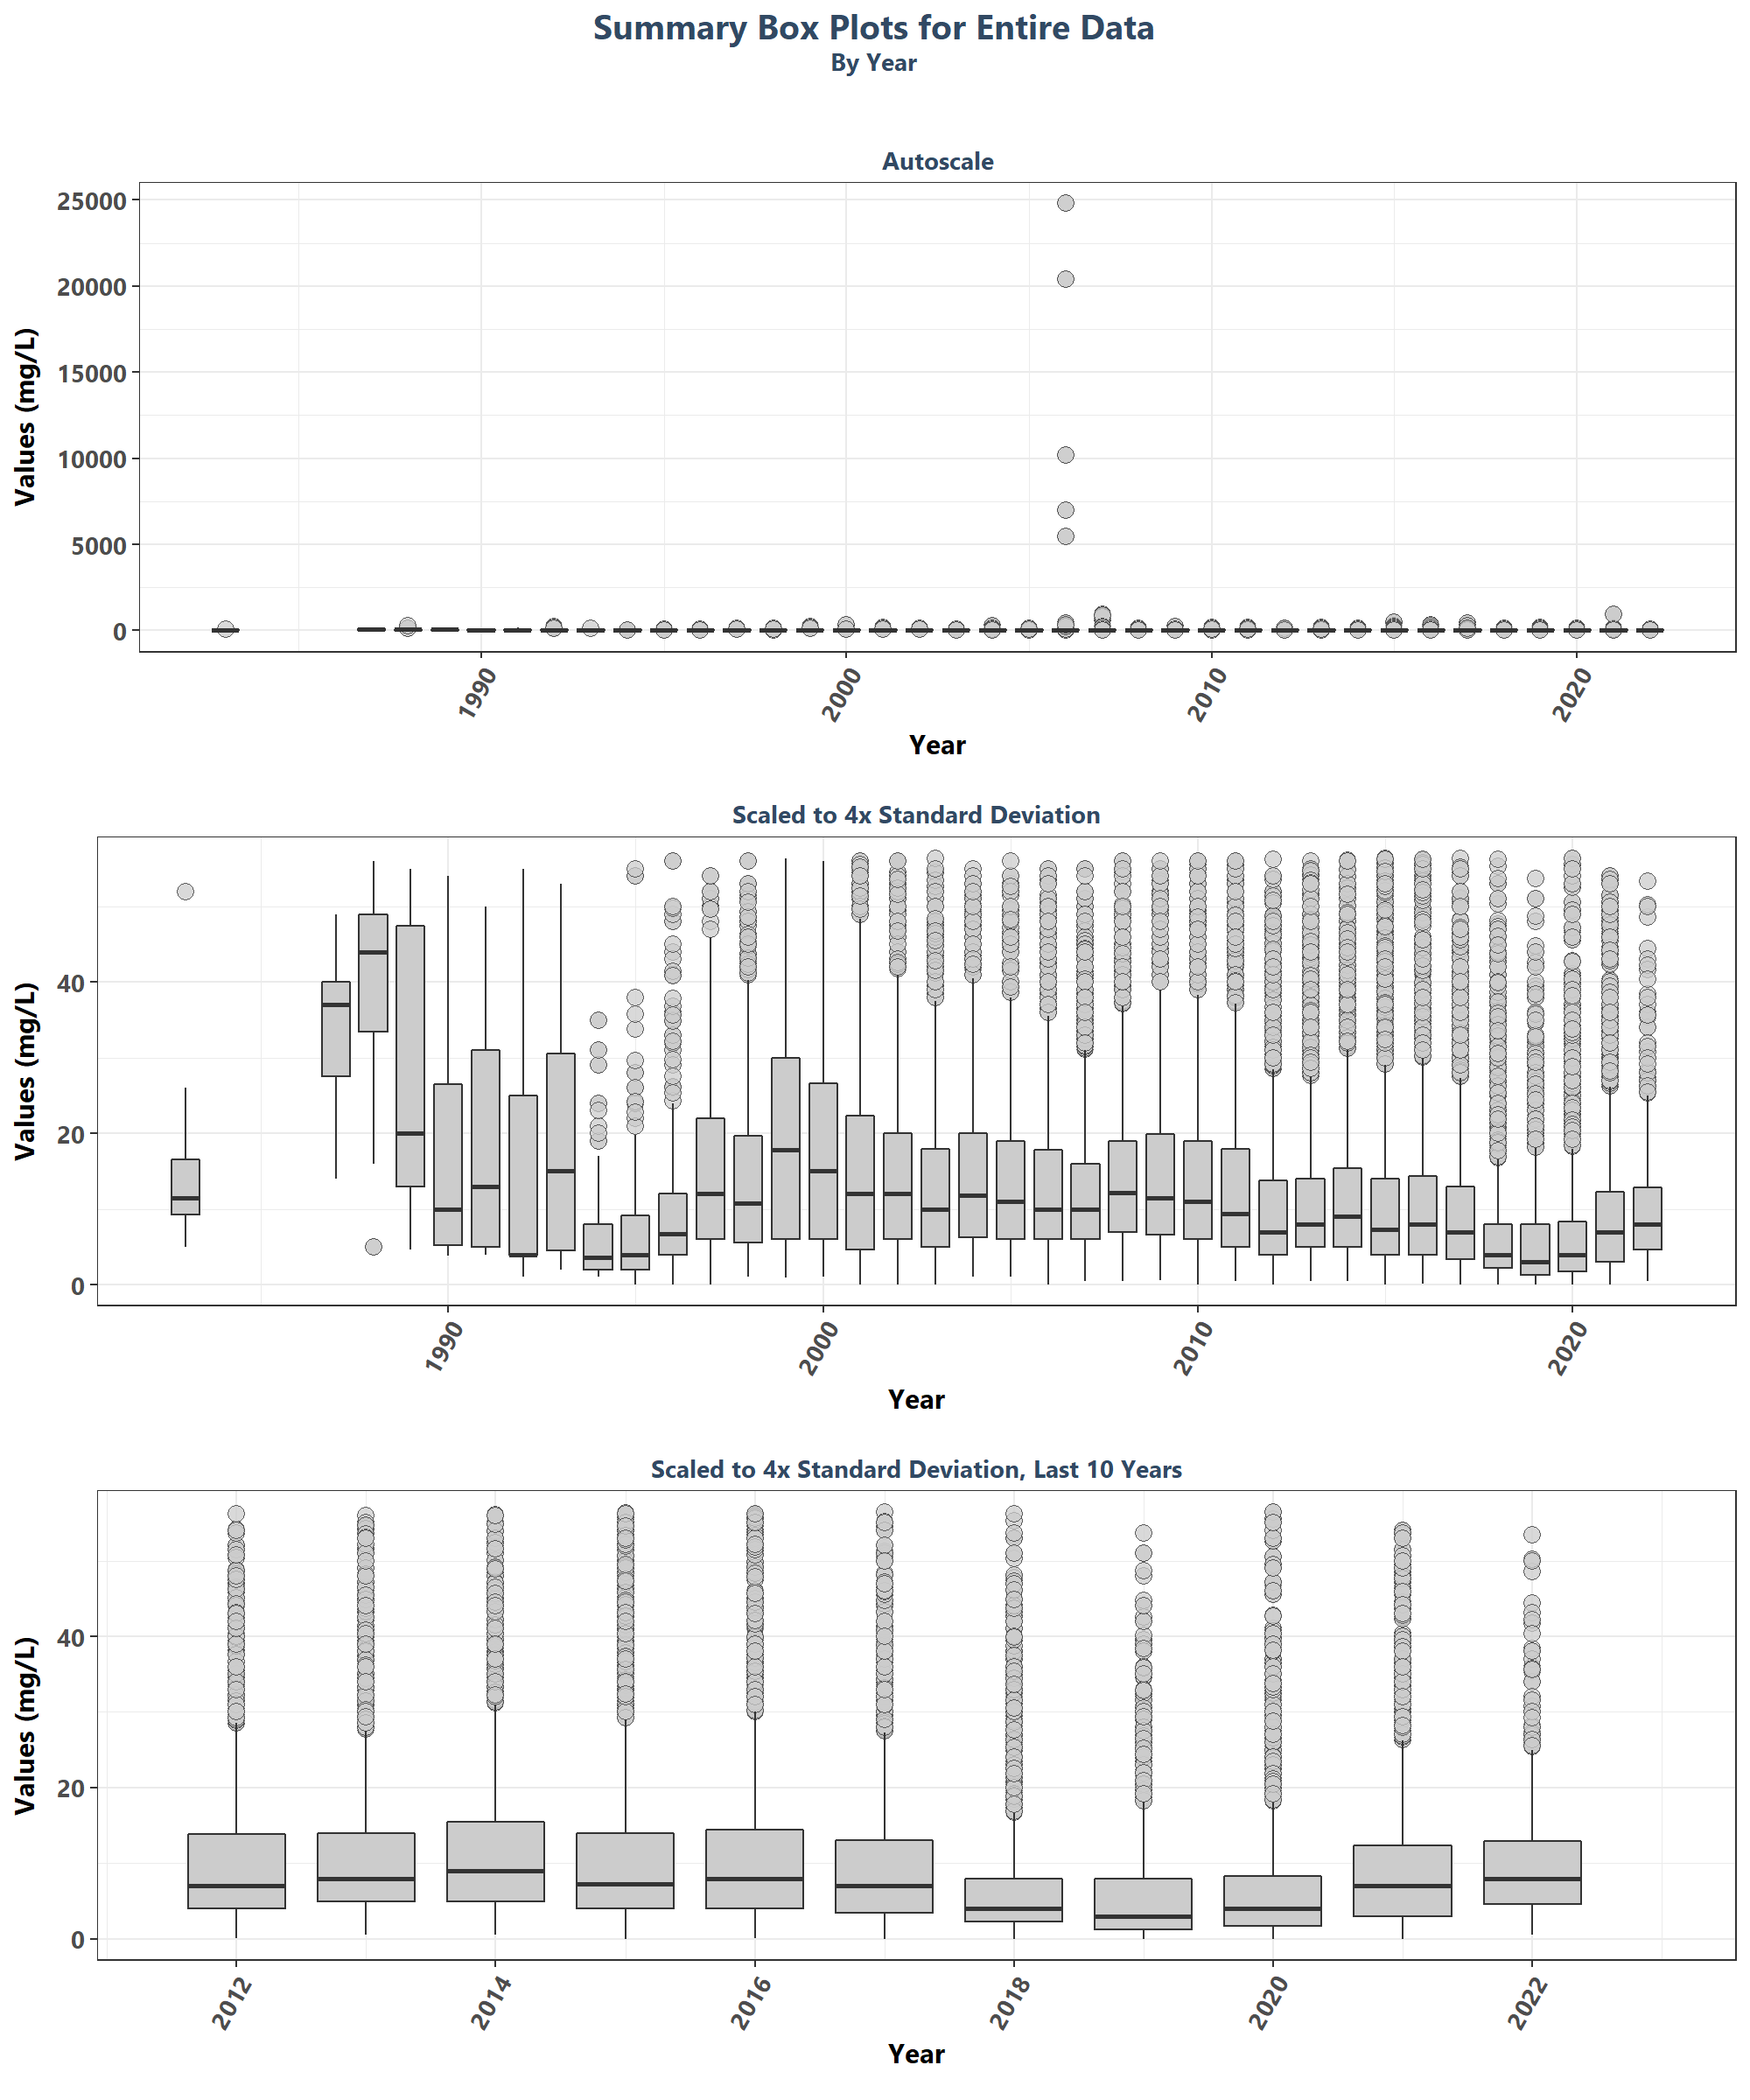 Summary Box Plots for Entire Data
By Year
Autoscale
Values (mg/L)
25000
20000
15000
10000
5000
0
1990 2000 2010 2020
Year
Scaled to 4x Standard Deviation
Values (mg/L)
40
20
0
1990 2000 2010 2020
Year
Scaled to 4x Standard Deviation, Last 10 Years
Values (mg/L)
40
20
0
2012 2014 2016 2018 2020 2022
Year